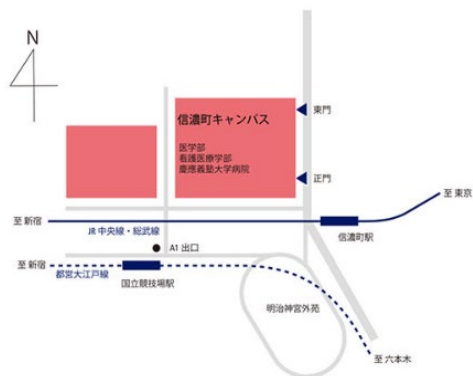 N
信濃町キャンパス
医学部
看護医療学部
慶應義塾大学病院
東門
正門
至 東京
至 新宿
JR 中央線・総武線
信濃町駅
A1 出口
至 新宿
都営大江戸線
国立競技場駅
明治神宮外苑
至 六本木